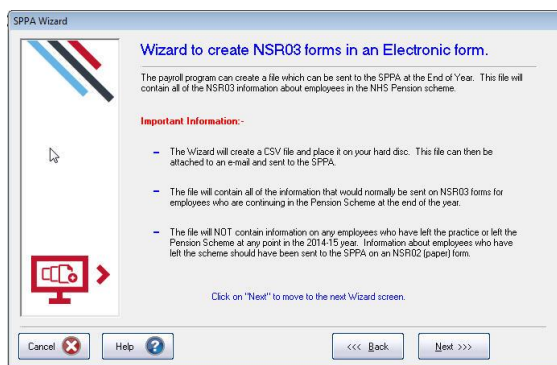 SPPA Wizard
Wizard to create NSR03 forms in an Electronic form.
The payroll program can create a file which can be sent to the SPPA at the End of Year. This file will
contain all of the NSR03 information about employees in the NHS Pension scheme.
Important Information:-
– The Wizard will create a CSV file and place it on your hard disc. This file can then be
attached to an e-mail and sent to the SPPA.
– The file will contain all of the information that would normally be sent on NSR03 forms for
employees who are continuing in the Pension Scheme at the end of the year.
– The file will NOT contain information on any employees who have left the practice or left the
Pension Scheme at any point in the 2014-15 year. Information about employees who have
left the scheme should have been sent to the SPPA on an NSR02 (paper) form.
Click on "Next" to move to the next Wizard screen.
Cancel Help ? <<< Back Next >>>